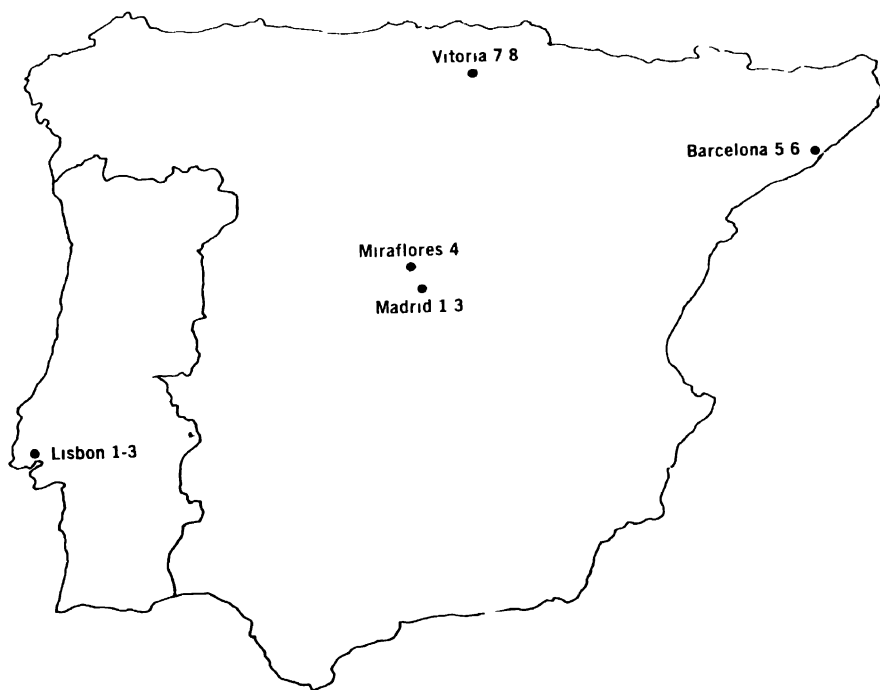 Vitoria 7 8
Barcelona 5 6
Miraflores 4
Madrid 1 3
Lisbon 1-3